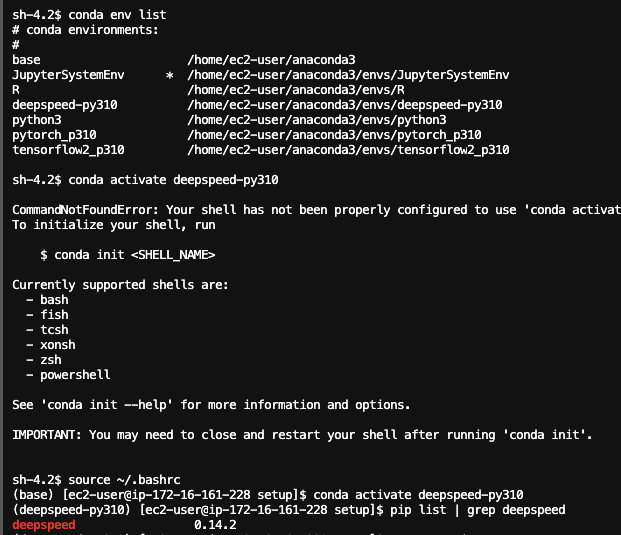 sh-4.2$ conda env list
# conda environments:
#
base                     /home/ec2-user/anaconda3
JupyterSystemEnv      *  /home/ec2-user/anaconda3/envs/JupyterSystemEnv
R                        /home/ec2-user/anaconda3/envs/R
deepspeed-py310          /home/ec2-user/anaconda3/envs/deepspeed-py310
python3                  /home/ec2-user/anaconda3/envs/python3
pytorch_p310             /home/ec2-user/anaconda3/envs/pytorch_p310
tensorflow2_p310         /home/ec2-user/anaconda3/envs/tensorflow2_p310
sh-4.2$ conda activate deepspeed-py310
CommandNotFoundError: Your shell has not been properly configured to use 'conda activat
To initialize your shell, run
    $ conda init <SHELL_NAME>
Currently supported shells are:
  - bash
  - fish
  - tcsh
  - xonsh
  - zsh
  - powershell
See 'conda init --help' for more information and options.
IMPORTANT: You may need to close and restart your shell after running 'conda init'.
sh-4.2$ source ~/.bashrc
(base) [ec2-user@ip-172-16-161-228 setup]$ conda activate deepspeed-py310
(deepspeed-py310) [ec2-user@ip-172-16-161-228 setup]$ pip list | grep deepspeed
deepspeed                 0.14.2